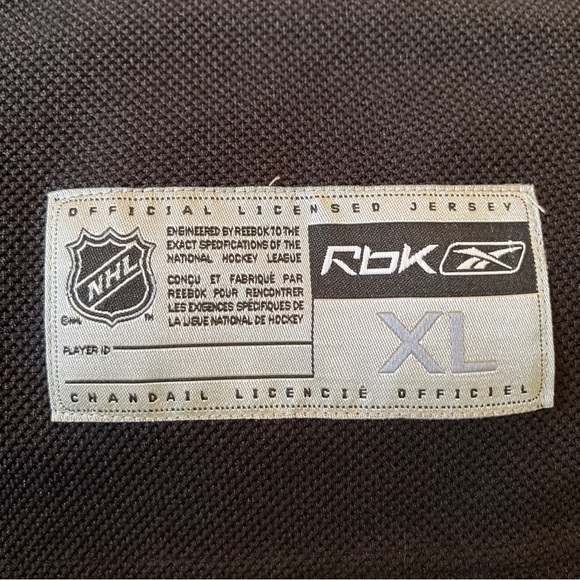 OFFICIAL LICENSED JERSEY
NHL
©NHL
TM
ENGINEERED BY REEBOK TO THE
EXACT SPECIFICATIONS OF THE
NATIONAL HOCKEY LEAGUE
CONÇU ET FABRIQUÉ PAR
REEBOK POUR RENCONTRER
LES EXIGENCES SPÉCIFIQUES DE
LA LIGUE NATIONAL DE HOCKEY
RbK
XL
PLAYER ID
CHANDAIL LICENCIÉ OFFICIEL